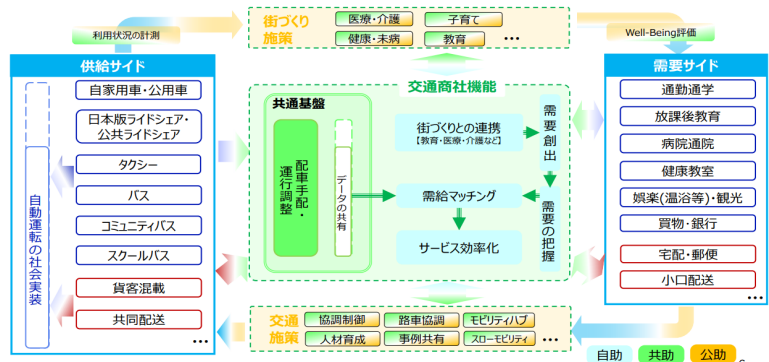 利用状況の計測
街づくり
施策
医療・介護
子育て
健康・未病
教育
…
Well-Being評価
供給サイド
自家用車・公用車
日本版ライドシェア・
公共ライドシェア
タクシー
バス
コミュニティバス
スクールバス
貨客混載
共同配送
…
自動運転の社会実装
交通商社機能
共通基盤
配車手配・
運行調整
データの共有
街づくりとの連携
【教育・医療・介護など】
需給マッチング
サービス効率化
需要創出
需要の把握
需要サイド
通勤通学
放課後教育
病院通院
健康教室
娯楽(温浴等)・観光
買物・銀行
宅配・郵便
小口配送
…
交通
施策
協調制御
路車協調
モビリティハブ
人材育成
事例共有
スローモビリティ
…
自助
共助
公助